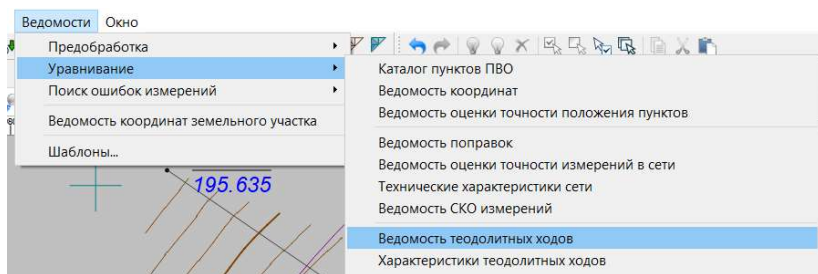 Ведомости Окно
Предобработка
Уравнивание
Поиск ошибок измерений
Ведомость координат земельного участка
Шаблоны...
Каталог пунктов ПВО
Ведомость координат
Ведомость оценки точности положения пунктов
Ведомость поправок
Ведомость оценки точности измерений в сети
Технические характеристики сети
Ведомость СКО измерений
Ведомость теодолитных ходов
Характеристики теодолитных ходов
195.635